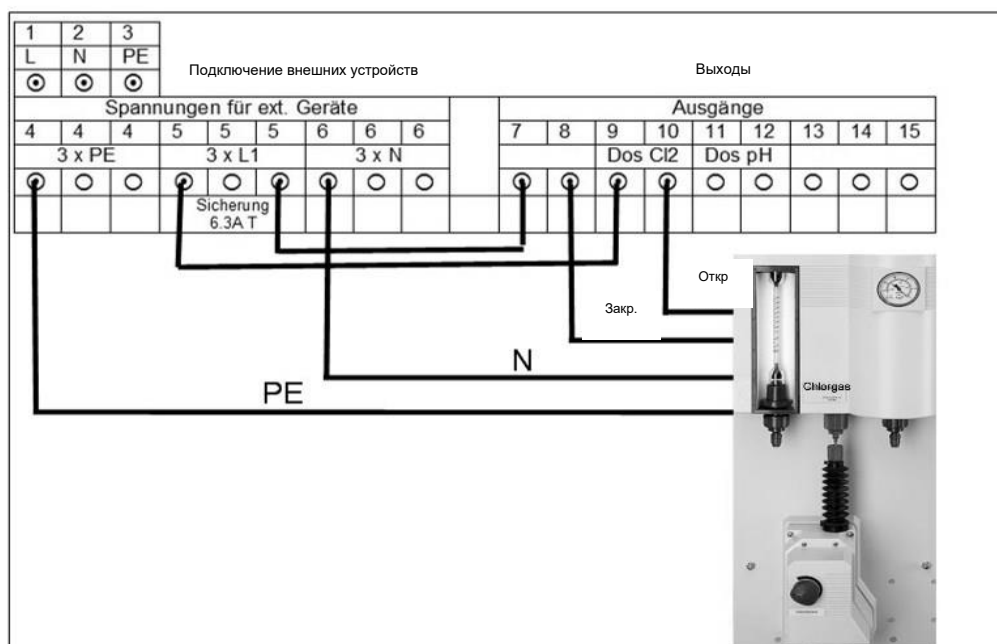 1 2 3
L N PE
Подключение внешних устройств
Выходы
Spannungen für ext. Geräte
Ausgänge
4 4 4 5 5 5 6 6 6 7 8 9 10 11 12 13 14 15
3 x PE 3 x L1 3 x N Dos Cl2 Dos pH
Sicherung
6.3A T
Откр
Закр.
N
Chlorgas
PE